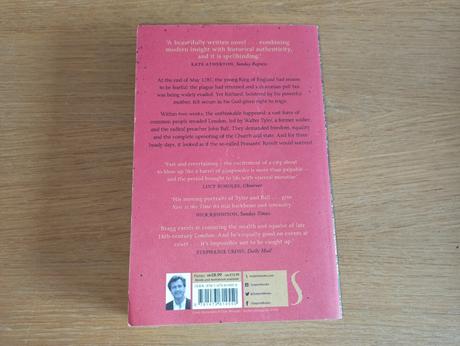 'A beautifully written novel . . . combining
modern insight with historical authenticity,
and it is spellbinding.'
KATE ATHERTON, Sunday Express
At the end of May 1381, the young King of England had reason
to be fearful: the plague had returned and a draconian poll tax
was being widely evaded. Yet Richard, bolstered by his powerful
mother, felt secure in his God-given right to reign.
Within two weeks, the unthinkable happened: a vast force of
common people invaded London, led by Walter Tyler, a former soldier,
and the radical preacher John Ball. They demanded freedom, equality
and the complete uprooting of the Church and state. And for three
heady days, it looked as if the so-called Peasants' Revolt would succeed.
'Fast and entertaining – the excitement of a city about
to blow up like a barrel of gunpowder is more than palpable –
and the period brought to life with visceral
LUCY SCHOLES, Observer
'His moving portraits of Tyler and Ball . . . give
Now is the Time its real backbone and intensity.'
NICK RENNISON, Sunday Times
'Bragg excels in conjuring the wealth and squalor of late
14th-century London. And he's equally good on events at
court . . . it's impossible not to be caught up.'
STEPHANIE CROSS, Daily Mail
Fiction
UK £8.99
S